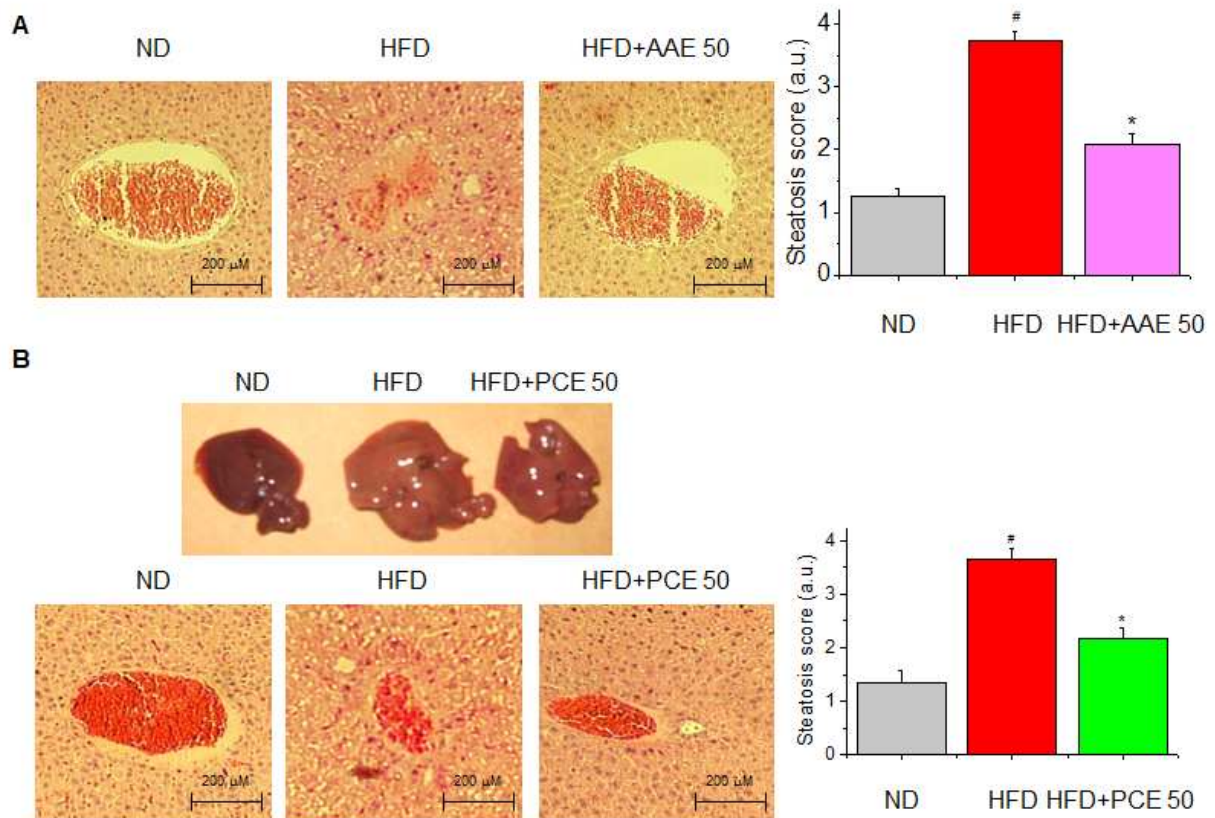 A
ND HFD HFD+AAE 50
200 µM 200 µM 200 µM
Steatosis score (a.u.)
4
3
2
1
0
#
*
ND HFD HFD+AAE 50
B
ND HFD HFD+PCE 50
ND HFD HFD+PCE 50
200 µM 200 µM 200 µM
Steatosis score (a.u.)
4
3
2
1
0
#
*
ND HFD HFD+PCE 50